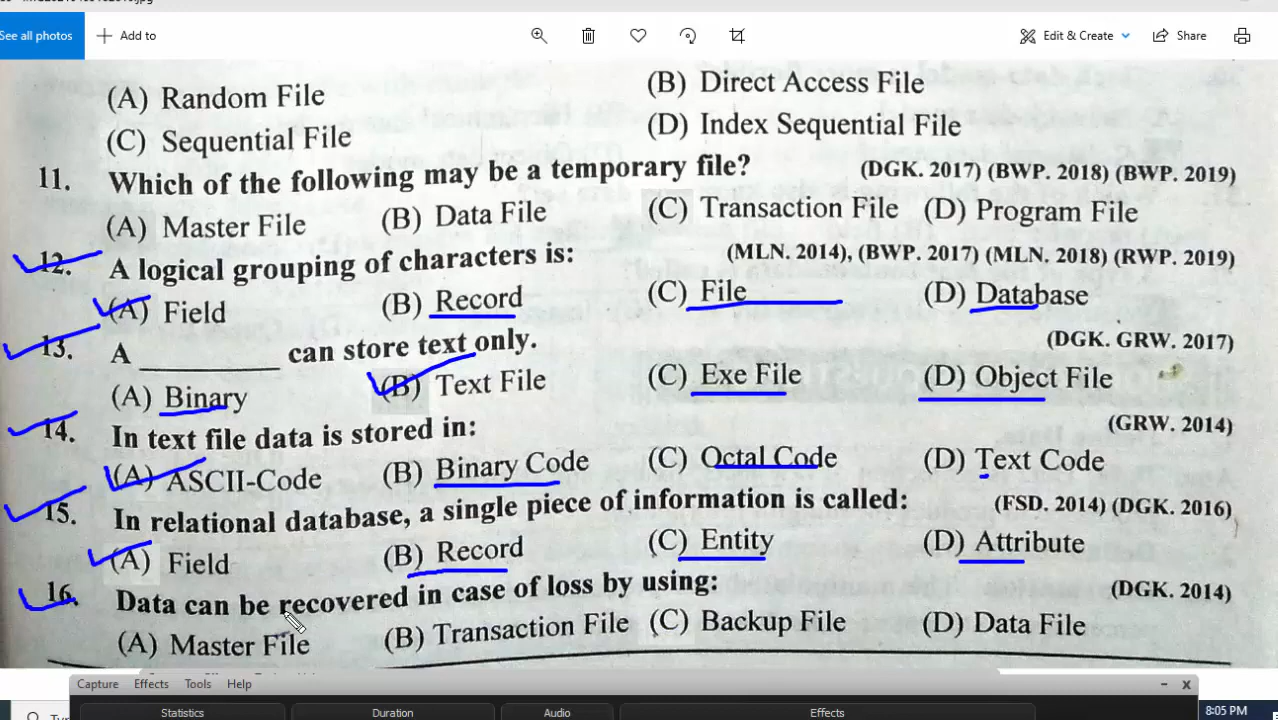 See all photos + Add to Edit & Create Share
(A) Random File (B) Direct Access File
(C) Sequential File (D) Index Sequential File
11. Which of the following may be a temporary file? (DGK. 2017) (BWP. 2018) (BWP. 2019)
(A) Master File (B) Data File (C) Transaction File (D) Program File
12. A logical grouping of characters is: (MLN. 2014), (BWP. 2017) (MLN. 2018) (RWP. 2019)
(A) Field (B) Record (C) File (D) Database
13. A ________ can store text only. (DGK. GRW. 2017)
(A) Binary (B) Text File (C) Exe File (D) Object File
14. In text file data is stored in: (GRW. 2014)
(A) ASCII-Code (B) Binary Code (C) Octal Code (D) Text Code
15. In relational database, a single piece of information is called: (FSD. 2014) (DGK. 2016)
(A) Field (B) Record (C) Entity (D) Attribute
16. Data can be recovered in case of loss by using: (DGK. 2014)
(A) Master File (B) Transaction File (C) Backup File (D) Data File
Capture Effects Tools Help
Statistics Duration Audio Effects
8:05 PM